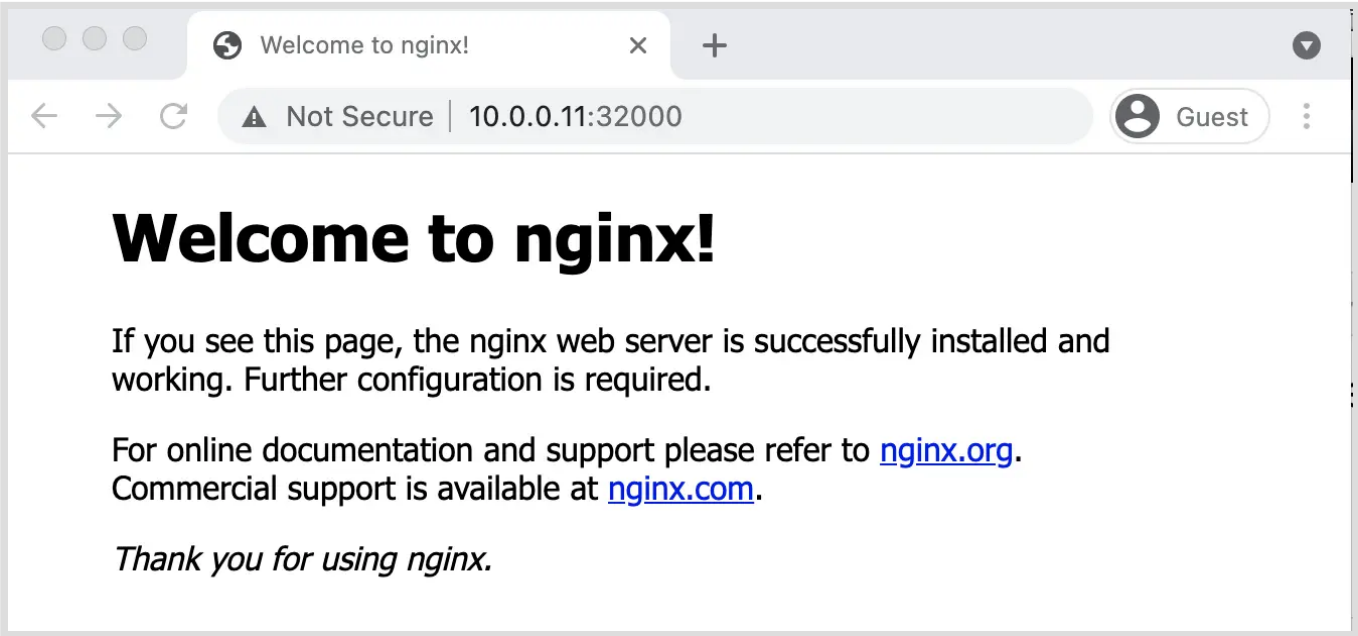 Welcome to nginx!
Not Secure | 10.0.0.11:32000
Guest
Welcome to nginx!
If you see this page, the nginx web server is successfully installed and
working. Further configuration is required.
For online documentation and support please refer to nginx.org.
Commercial support is available at nginx.com.
Thank you for using nginx.